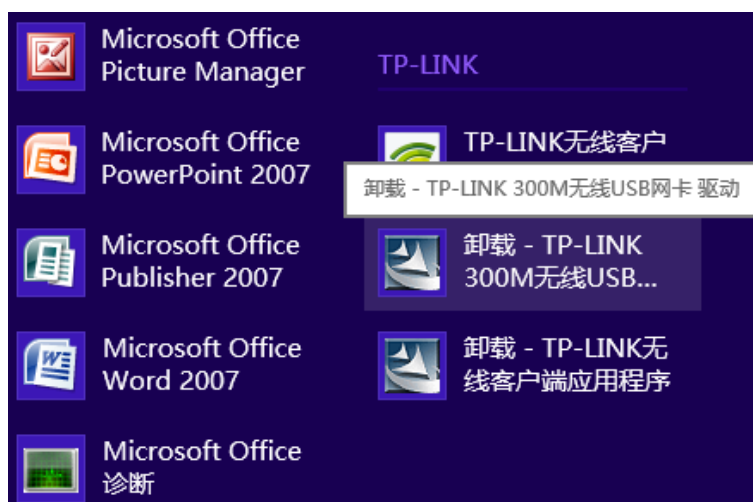 Microsoft Office
Picture Manager
Microsoft Office
PowerPoint 2007
Microsoft Office
Publisher 2007
Microsoft Office
Word 2007
Microsoft Office
诊断
TP-LINK
TP-LINK无线客户
卸载 - TP-LINK 300M无线USB网卡 驱动
卸载 - TP-LINK
300M无线USB...
卸载 - TP-LINK无
线客户端应用程序